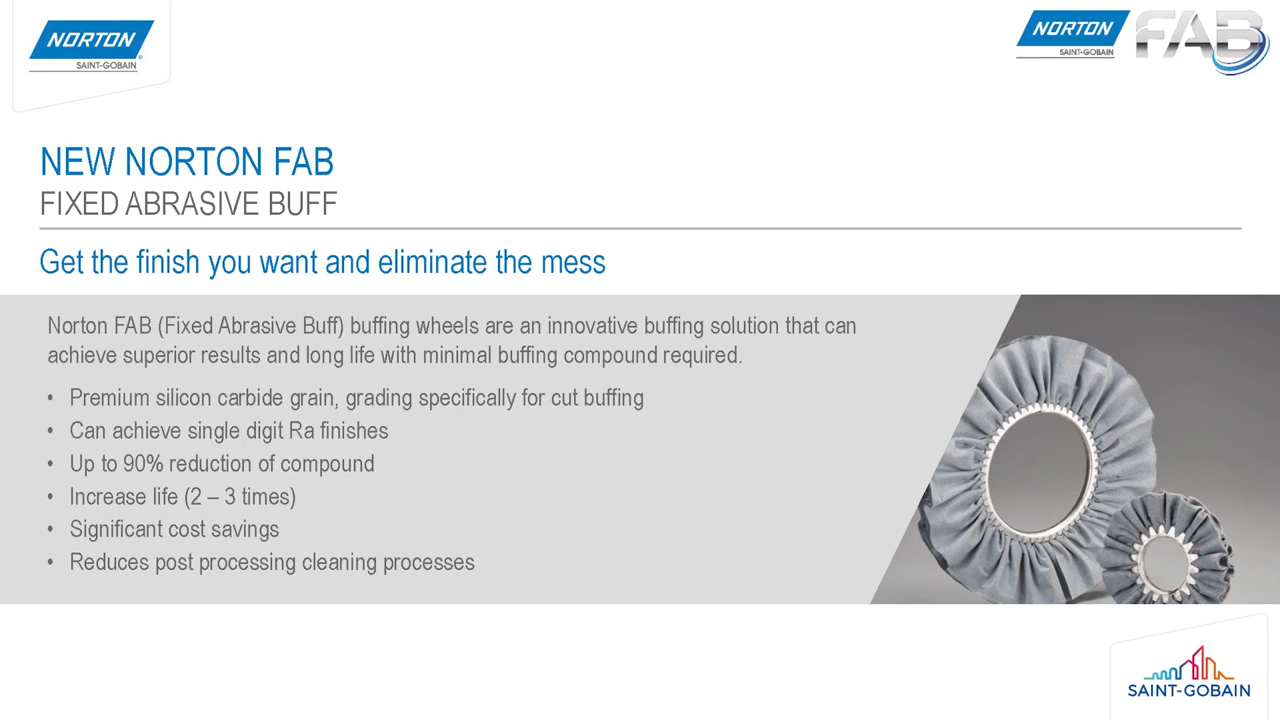 NORTON
SAINT-GOBAIN
NORTON
SAINT-GOBAIN
FAB
NEW NORTON FAB
FIXED ABRASIVE BUFF
Get the finish you want and eliminate the mess
Norton FAB (Fixed Abrasive Buff) buffing wheels are an innovative buffing solution that can
achieve superior results and long life with minimal buffing compound required.
• Premium silicon carbide grain, grading specifically for cut buffing
• Can achieve single digit Ra finishes
• Up to 90% reduction of compound
• Increase life (2 – 3 times)
• Significant cost savings
• Reduces post processing cleaning processes
SAINT-GOBAIN